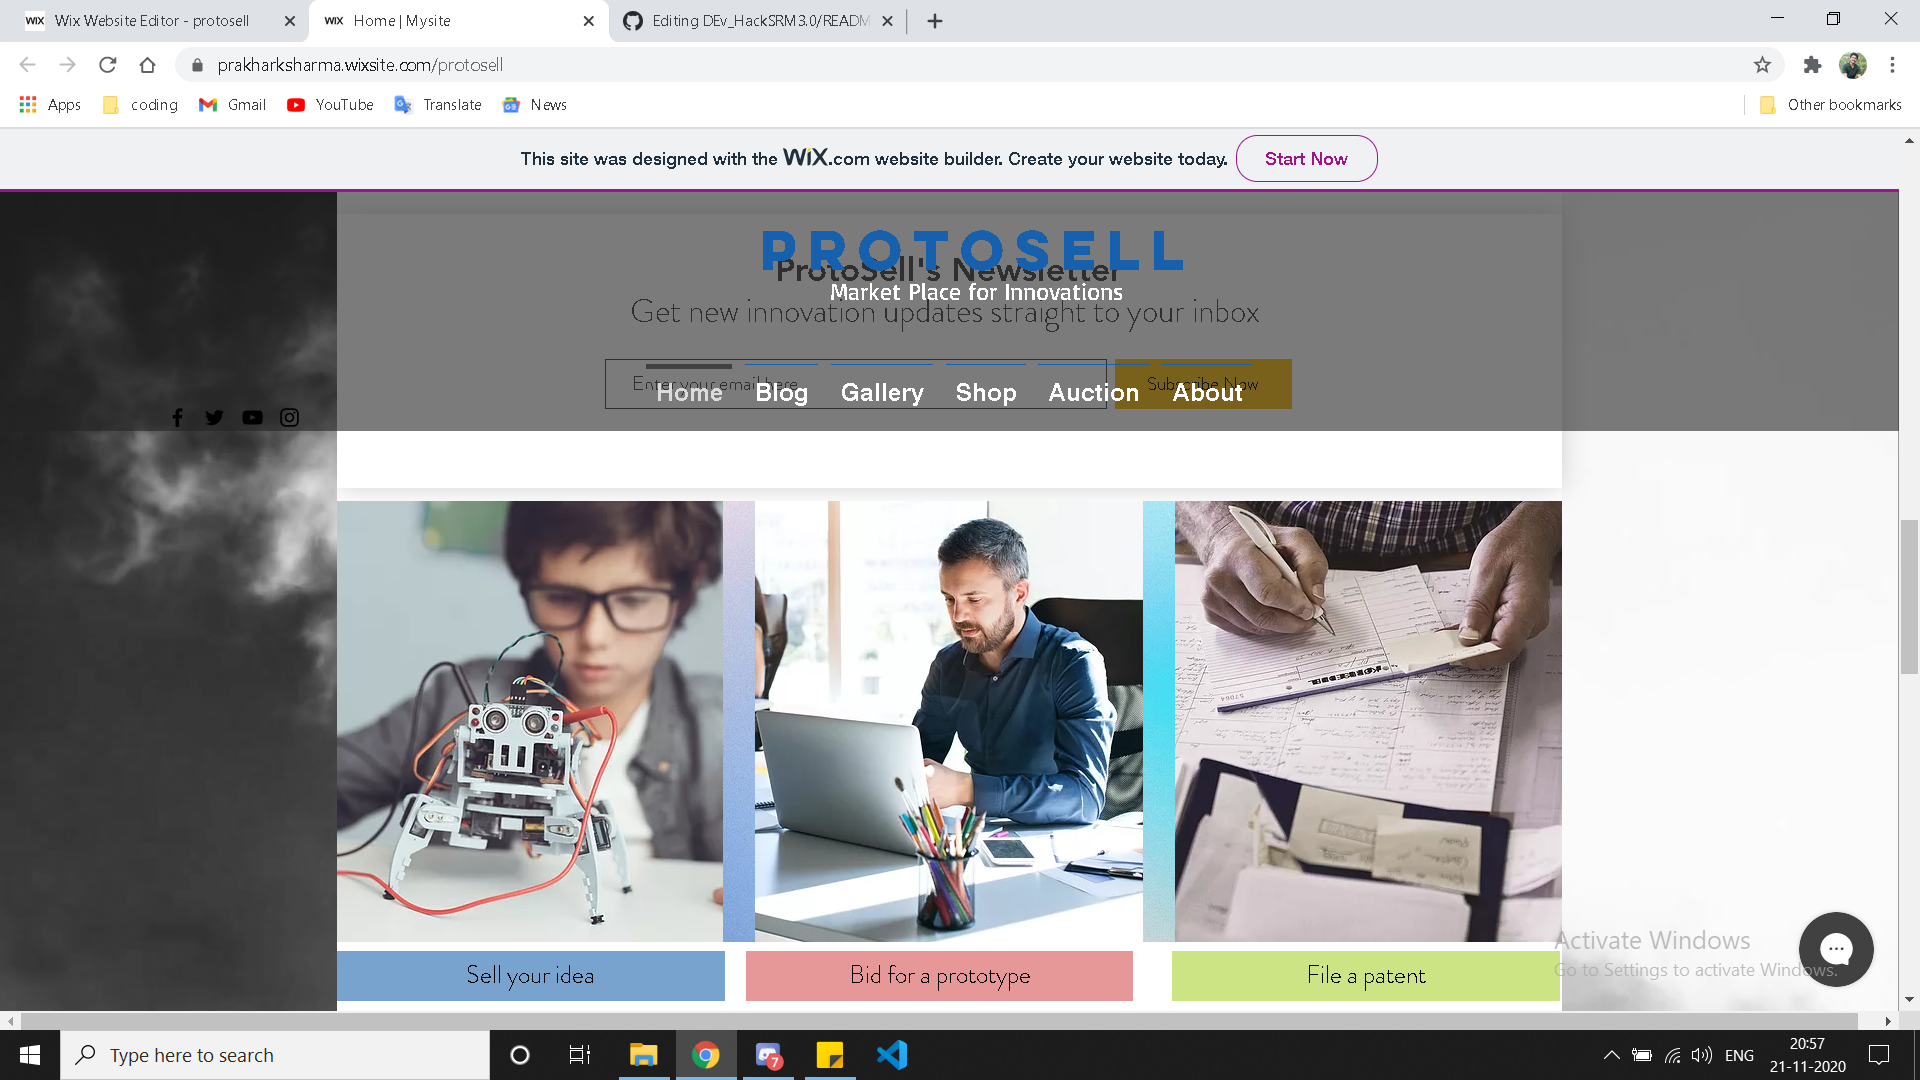 WIX Wix Website Editor - protosell
WIX Home | Mysite
Editing DEv_HackSRM3.0/READM
prakharksharma.wixsite.com/protosell
Apps coding Gmail YouTube Translate News Other bookmarks
This site was designed with the WiX.com website builder. Create your website today. Start Now
PROTOSELL
ProtoSell's Newsletter
Market Place for Innovations
Get new innovation updates straight to your inbox
Enter your email here
Subscribe Now
Home Blog Gallery Shop Auction About
Sell your idea
Bid for a prototype
File a patent
Activate Windows
Go to Settings to activate Windows.
Type here to search
7
ENG
20:57
21-11-2020